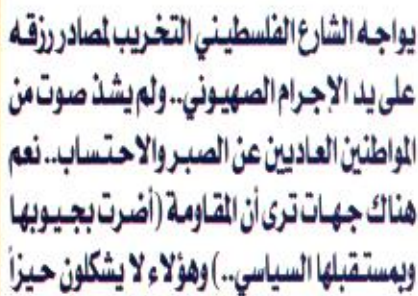 يواجه الشارع الفلسطيني التخريب لمصادر رزقه
على يد الإجرام الصهيوني.. ولم يشذ صوت من
المواطنين العاديين عن الصبر والاحتساب.. نعم
هناك جهات ترى أن المقاومة (أضرت بجيوبها
وبمستقبلها السياسي..) وهؤلاء لا يشكلون حيزاً